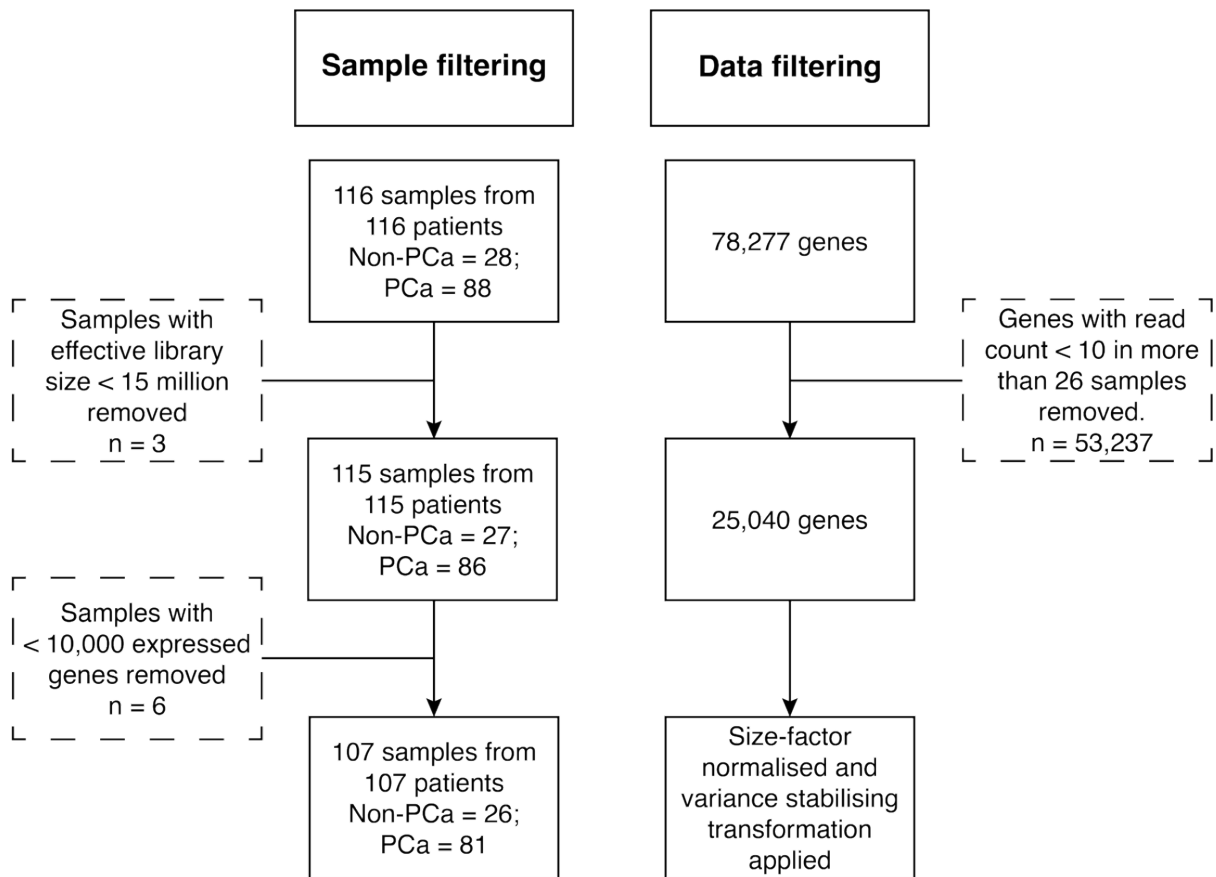 Sample filtering
116 samples from
116 patients
Non-PCa = 28;
PCa = 88
Samples with
effective library
size < 15 million
removed
n = 3
115 samples from
115 patients
Non-PCa = 27;
PCa = 86
Samples with
< 10,000 expressed
genes removed
n = 6
107 samples from
107 patients
Non-PCa = 26;
PCa = 81
Data filtering
78,277 genes
Genes with read
count < 10 in more
than 26 samples
removed.
n = 53,237
25,040 genes
Size-factor
normalised and
variance stabilising
transformation
applied